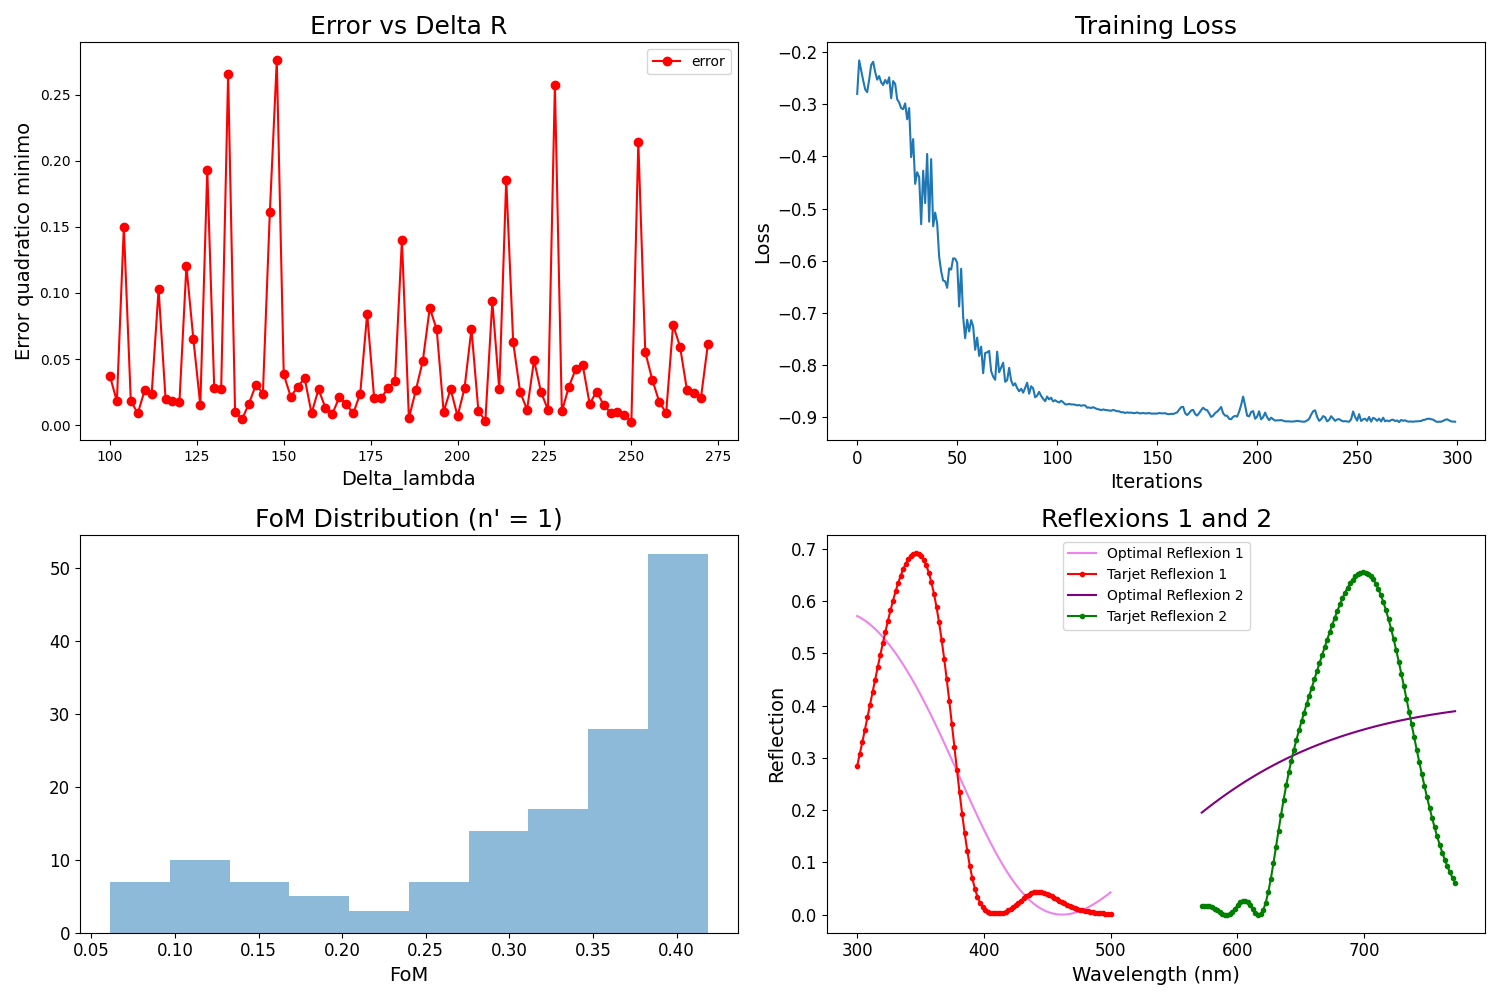 Error vs Delta R
error
Error quadratico minimo
0.25
0.20
0.15
0.10
0.05
0.00
100 125 150 175 200 225 250 275
Delta_lambda
Training Loss
Loss
−0.2
−0.3
−0.4
−0.5
−0.6
−0.7
−0.8
−0.9
0 50 100 150 200 250 300
Iterations
FoM Distribution (n' = 1)
50
40
30
20
10
0
0.05 0.10 0.15 0.20 0.25 0.30 0.35 0.40
FoM
Reflexions 1 and 2
Optimal Reflexion 1
Tarjet Reflexion 1
Optimal Reflexion 2
Tarjet Reflexion 2
Reflection
0.7
0.6
0.5
0.4
0.3
0.2
0.1
0.0
300 400 500 600 700
Wavelength (nm)